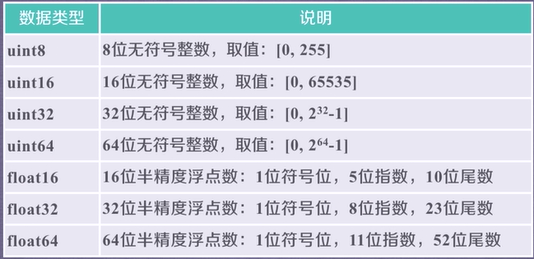 数据类型 说明
uint8 8位无符号整数，取值：[0, 255]
uint16 16位无符号整数，取值：[0, 65535]
uint32 32位无符号整数，取值：[0, 2³²-1]
uint64 64位无符号整数，取值：[0, 2⁶⁴-1]
float16 16位半精度浮点数：1位符号位，5位指数，10位尾数
float32 32位半精度浮点数：1位符号位，8位指数，23位尾数
float64 64位半精度浮点数：1位符号位，11位指数，52位尾数